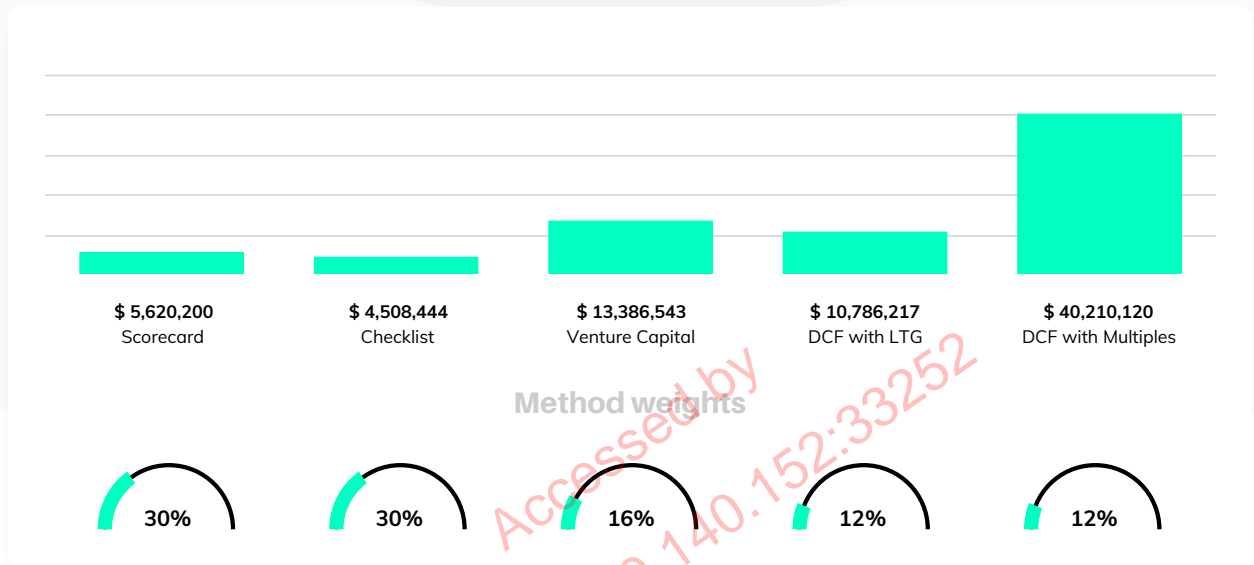 $ 5,620,200
Scorecard
$ 4,508,444
Checklist
$ 13,386,543
Venture Capital
$ 10,786,217
DCF with LTG
$ 40,210,120
DCF with Multiples
Method weights
30%
30%
16%
12%
12%
Accessed by
140.152:33252